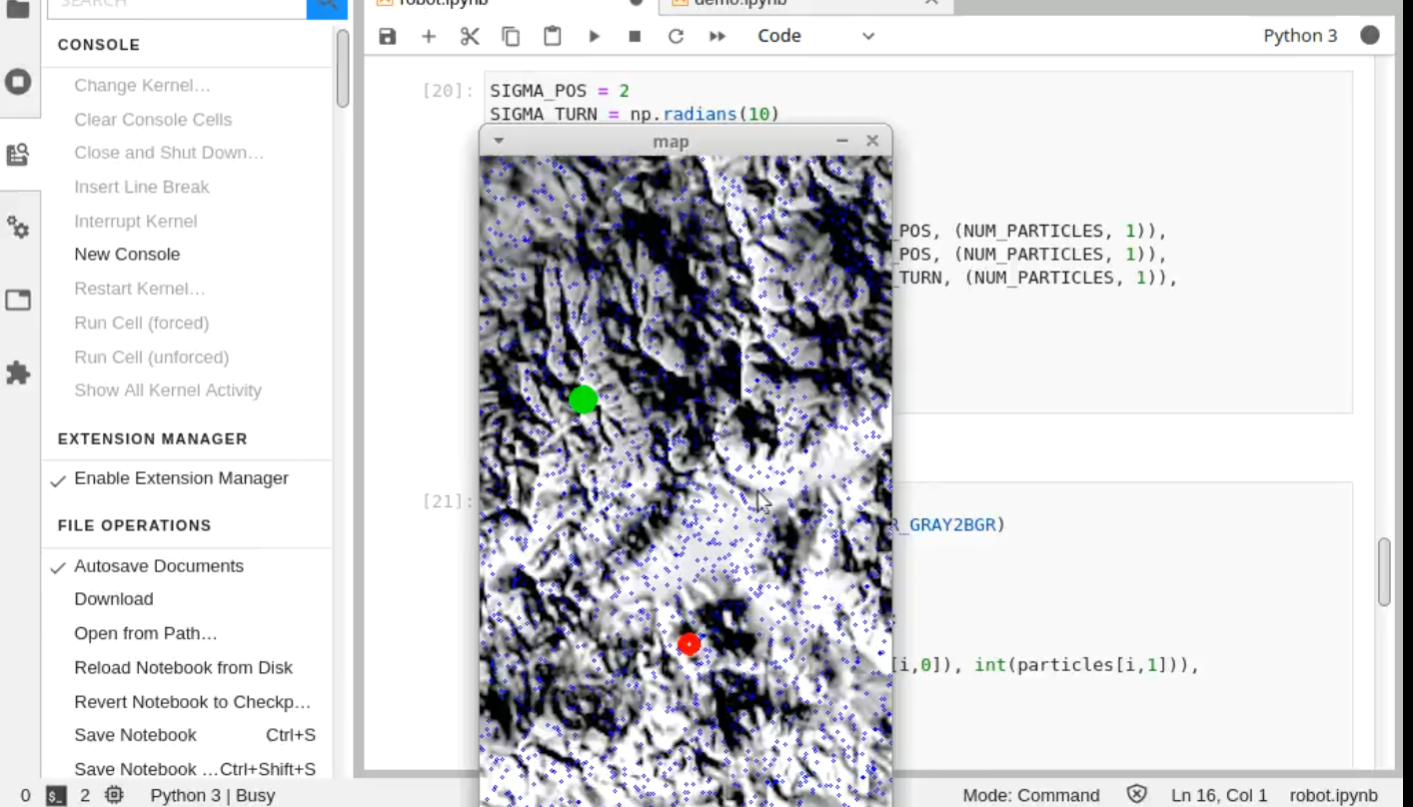 SEARCH
robot.ipynb
demo.ipynb
CONSOLE
Change Kernel…
Clear Console Cells
Close and Shut Down…
Insert Line Break
Interrupt Kernel
New Console
Restart Kernel…
Run Cell (forced)
Run Cell (unforced)
Show All Kernel Activity
EXTENSION MANAGER
Enable Extension Manager
FILE OPERATIONS
Autosave Documents
Download
Open from Path…
Reload Notebook from Disk
Revert Notebook to Checkp…
Save Notebook Ctrl+S
Save Notebook …Ctrl+Shift+S
Code
Python 3
[20]:
SIGMA_POS = 2
SIGMA_TURN = np.radians(10)
map
_POS, (NUM_PARTICLES, 1)),
_POS, (NUM_PARTICLES, 1)),
_TURN, (NUM_PARTICLES, 1)),
[21]:
R_GRAY2BGR)
[i,0]), int(particles[i,1])),
0 $_ 2 Python 3 | Busy
Mode: Command Ln 16, Col 1 robot.ipynb